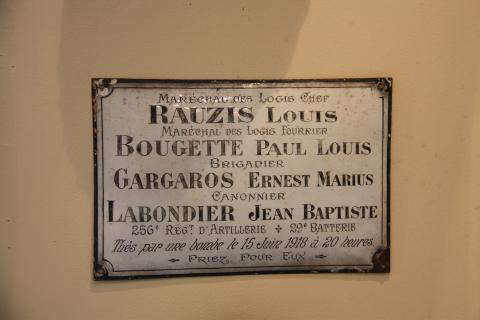 Maréchal des Logis Chef
RAUZIS Louis
Maréchal des Logis Fourrier
BOUGETTE Paul Louis
Brigadier
GARGAROS Ernest Marius
Canonnier
LABONDIER Jean Baptiste
256e Régt. d'Artillerie + 29e Batterie
Tués par une bombe le 15 Juin 1918 à 20 heures.
Priez Pour Eux